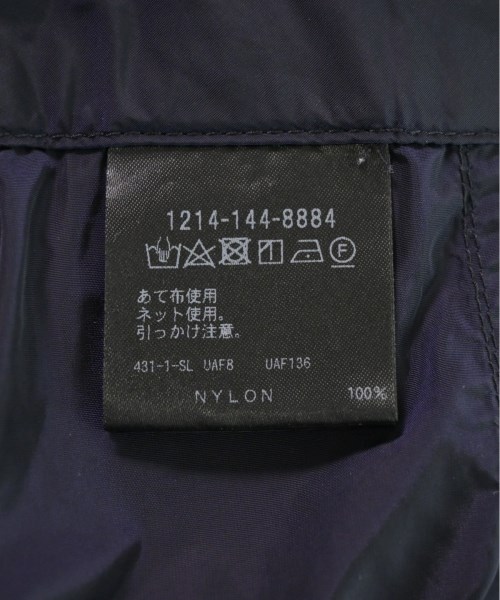 1214-144-8884
あて布使用
ネット使用。
引っかけ注意。
431-1-SL UAF8 UAF136
NYLON 100%